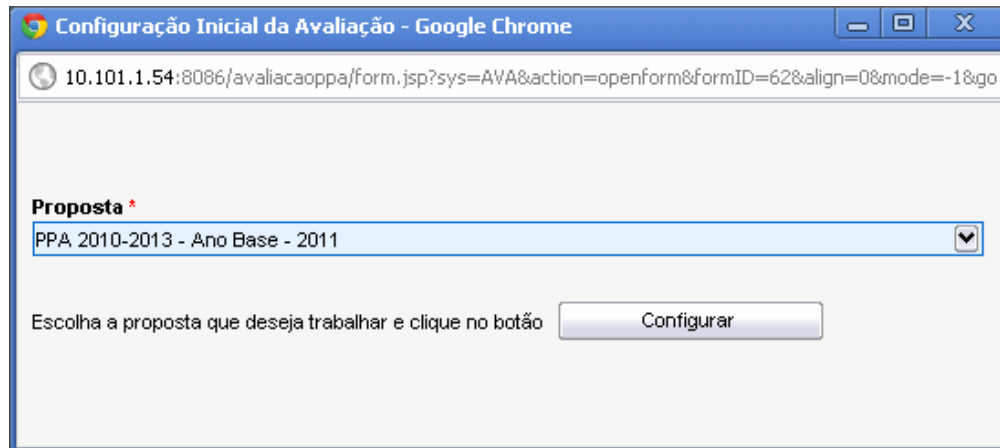 Configuração Inicial da Avaliação - Google Chrome
10.101.1.54:8086/avaliacaoppa/form.jsp?sys=AVA&action=openform&formID=62&align=0&mode=-1&go
Proposta *
PPA 2010-2013 - Ano Base - 2011
Escolha a proposta que deseja trabalhar e clique no botão Configurar